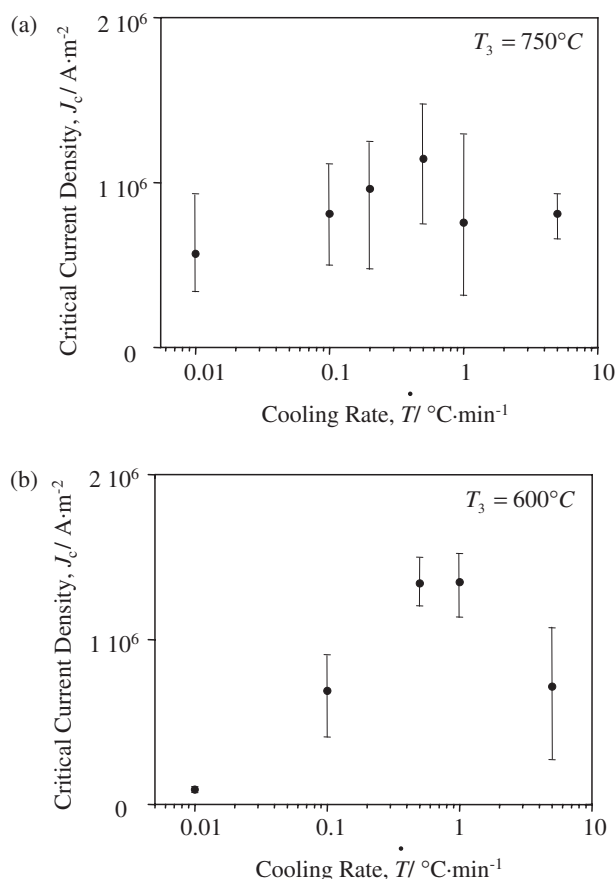 (a)
2 10⁶
T₃ = 750°C
Critical Current Density, J_c / A·m⁻²
1 10⁶
0
0.01 0.1 1 10
Cooling Rate, Ṫ/ °C·min⁻¹
(b)
2 10⁶
T₃ = 600°C
Critical Current Density, J_c / A·m⁻²
1 10⁶
0
0.01 0.1 1 10
Cooling Rate, Ṫ/ °C·min⁻¹